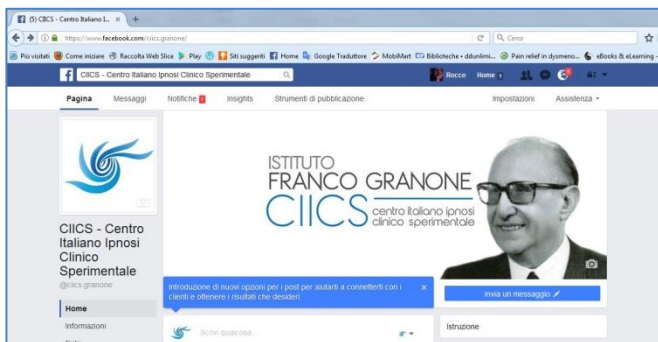 (5) CIICS - Centro Italiano I...
https://www.facebook.com/ciics.granone/
Cerca
Più visitati Come iniziare Raccolta Web Slice Play Siti suggeriti Home Google Traduttore MobiMart Biblioteche • ddunlimi... Pain relief in dysmeno... eBooks & eLearning -
CIICS - Centro Italiano Ipnosi Clinico Sperimentale
Rocco Home
Pagina Messaggi Notifiche Insights Strumenti di pubblicazione Impostazioni Assistenza
ISTITUTO
FRANCO GRANONE
CIICS centro italiano ipnosi
clinico sperimentale
CIICS - Centro
Italiano Ipnosi
Clinico
Sperimentale
@ciics.granone
Introduzione di nuovi opzioni per i post per aiutarti a connetterti con i
clienti e ottenere i risultati che desideri.
Invia un messaggio
Home
Informazioni
Scrivi qualcosa...
Istruzione